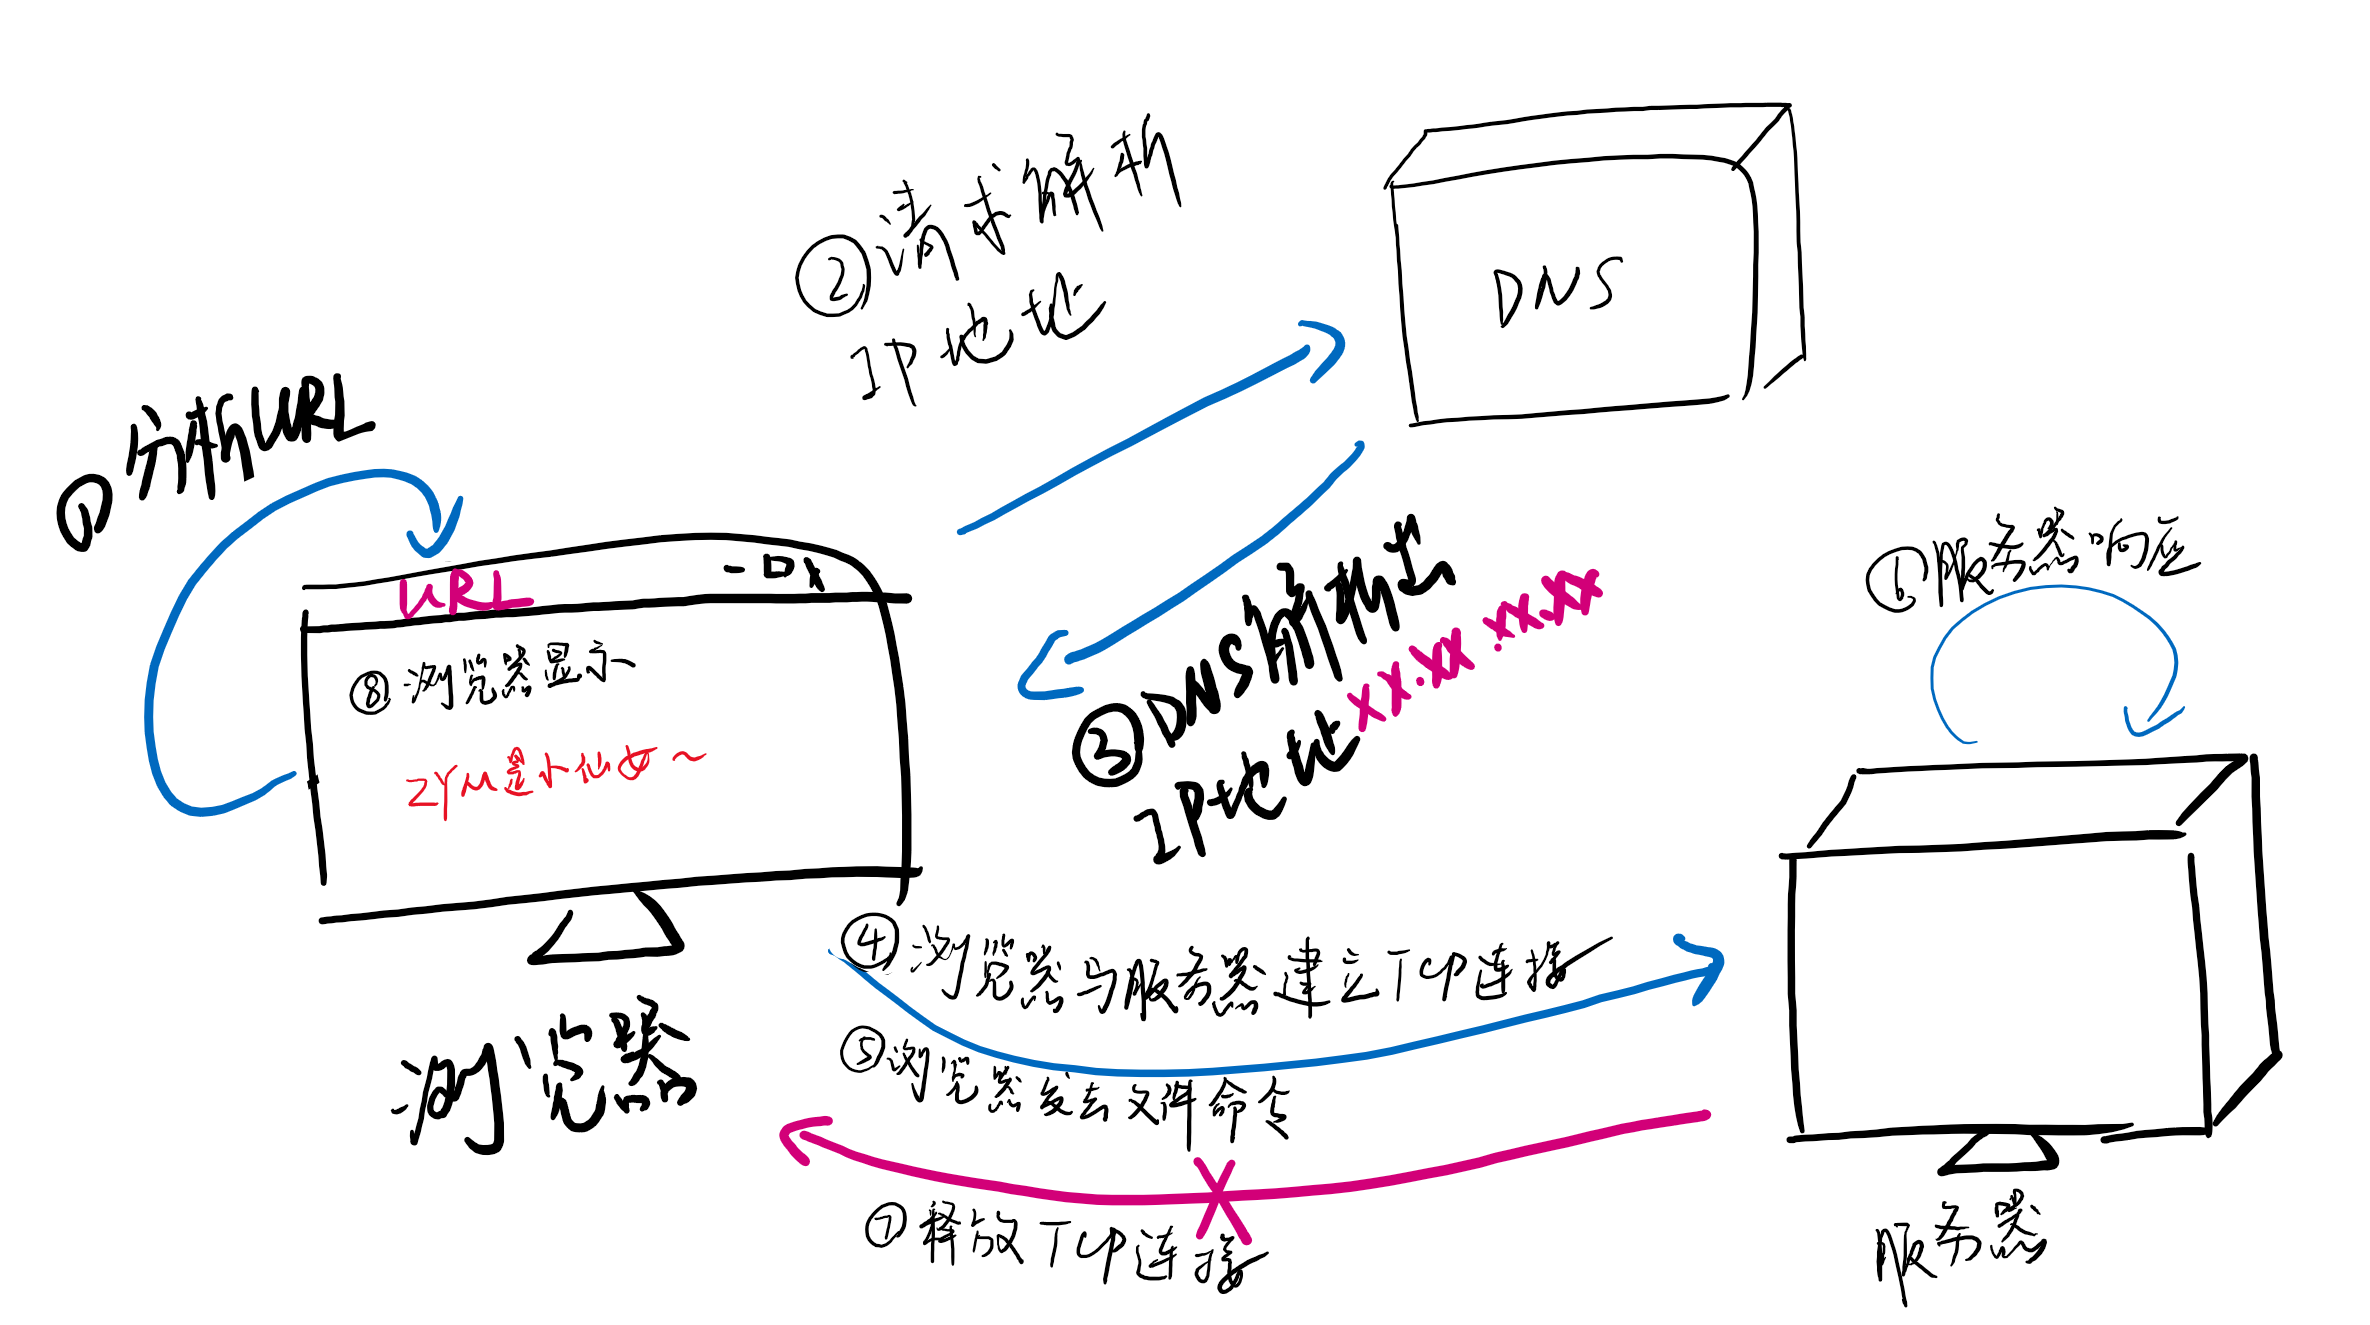 ①分析URL
②请求解析
IP地址
DNS
③DNS解析出
IP地址XX.XX.XX.XX
URL
-口X
⑧浏览器显示
zyu是小仙女~
浏览器
④浏览器与服务器建立TCP连接
⑤浏览器发去文件命令
⑥服务器响应
⑦释放TCP连接
服务器